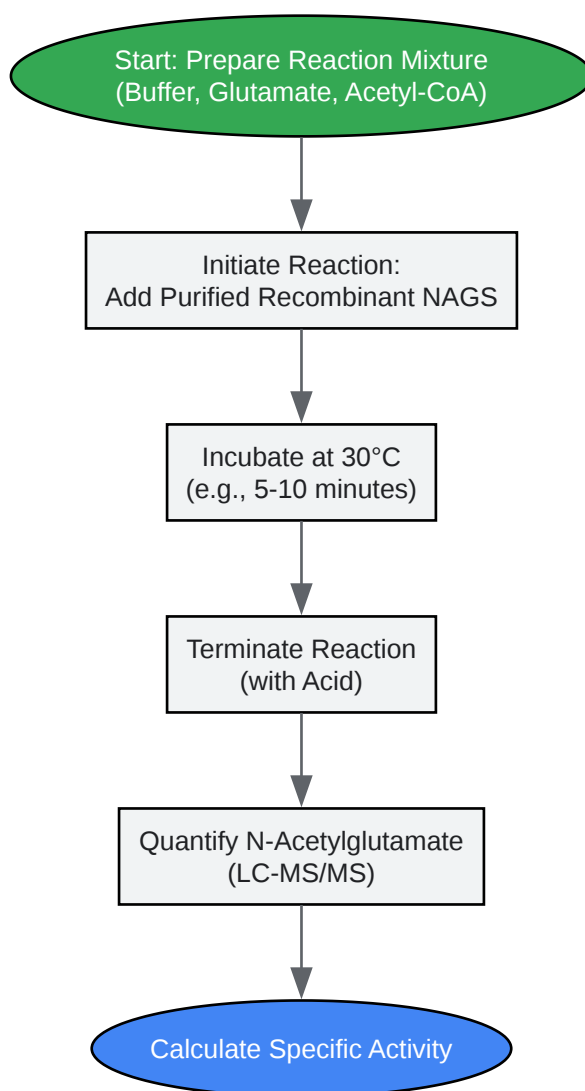 Start: Prepare Reaction Mixture
(Buffer, Glutamate, Acetyl-CoA)
Initiate Reaction:
Add Purified Recombinant NAGS
Incubate at 30°C
(e.g., 5-10 minutes)
Terminate Reaction
(with Acid)
Quantify N-Acetylglutamate
(LC-MS/MS)
Calculate Specific Activity